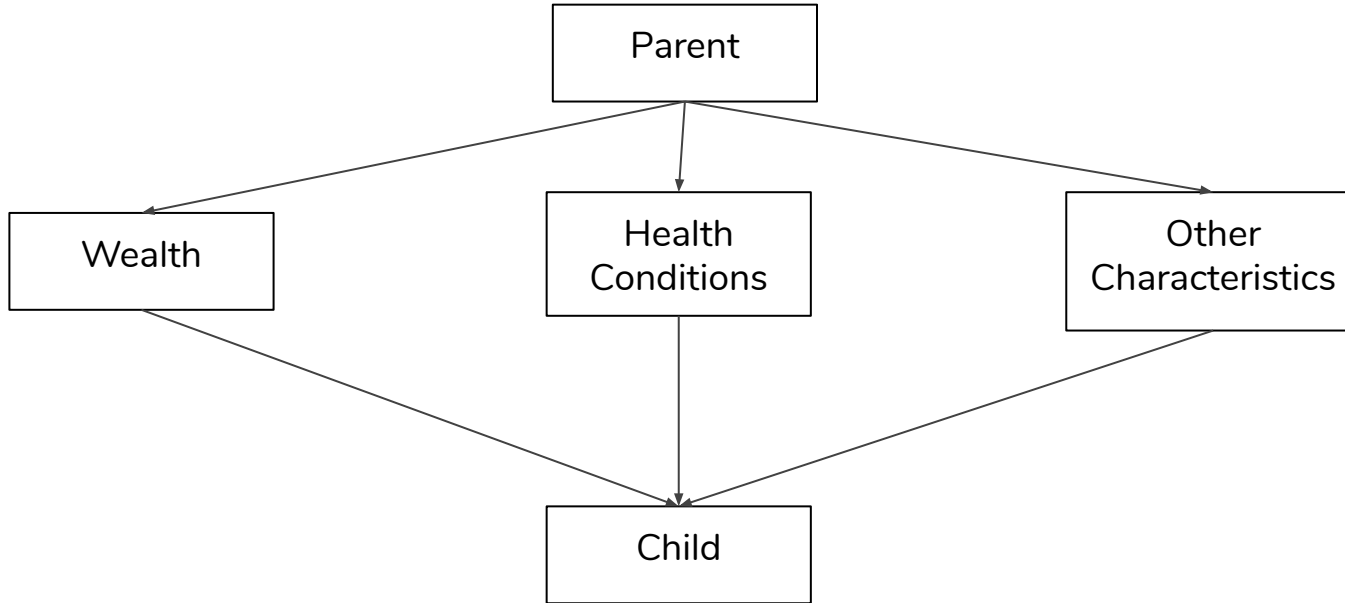 Parent
Wealth
Health
Conditions
Other
Characteristics
Child